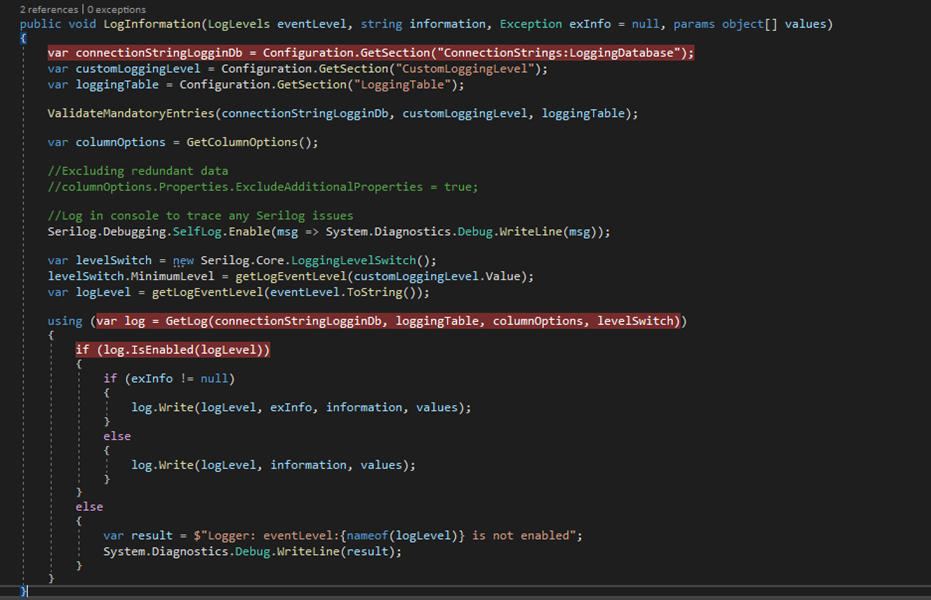 2 references | 0 exceptions
public void LogInformation(LogLevels eventLevel, string information, Exception exInfo = null, params object[] values)
{
var connectionStringLogginDb = Configuration.GetSection("ConnectionStrings:LoggingDatabase");
var customLoggingLevel = Configuration.GetSection("CustomLoggingLevel");
var loggingTable = Configuration.GetSection("LoggingTable");
ValidateMandatoryEntries(connectionStringLogginDb, customLoggingLevel, loggingTable);
var columnOptions = GetColumnOptions();
//Excluding redundant data
//columnOptions.Properties.ExcludeAdditionalProperties = true;
//Log in console to trace any Serilog issues
Serilog.Debugging.SelfLog.Enable(msg => System.Diagnostics.Debug.WriteLine(msg));
var levelSwitch = new Serilog.Core.LoggingLevelSwitch();
levelSwitch.MinimumLevel = getLogEventLevel(customLoggingLevel.Value);
var logLevel = getLogEventLevel(eventLevel.ToString());
using (var log = GetLog(connectionStringLogginDb, loggingTable, columnOptions, levelSwitch))
{
if (log.IsEnabled(logLevel))
{
if (exInfo != null)
{
log.Write(logLevel, exInfo, information, values);
}
else
{
log.Write(logLevel, information, values);
}
}
else
{
var result = $"Logger: eventLevel:{nameof(logLevel)} is not enabled";
System.Diagnostics.Debug.WriteLine(result);
}
}
}